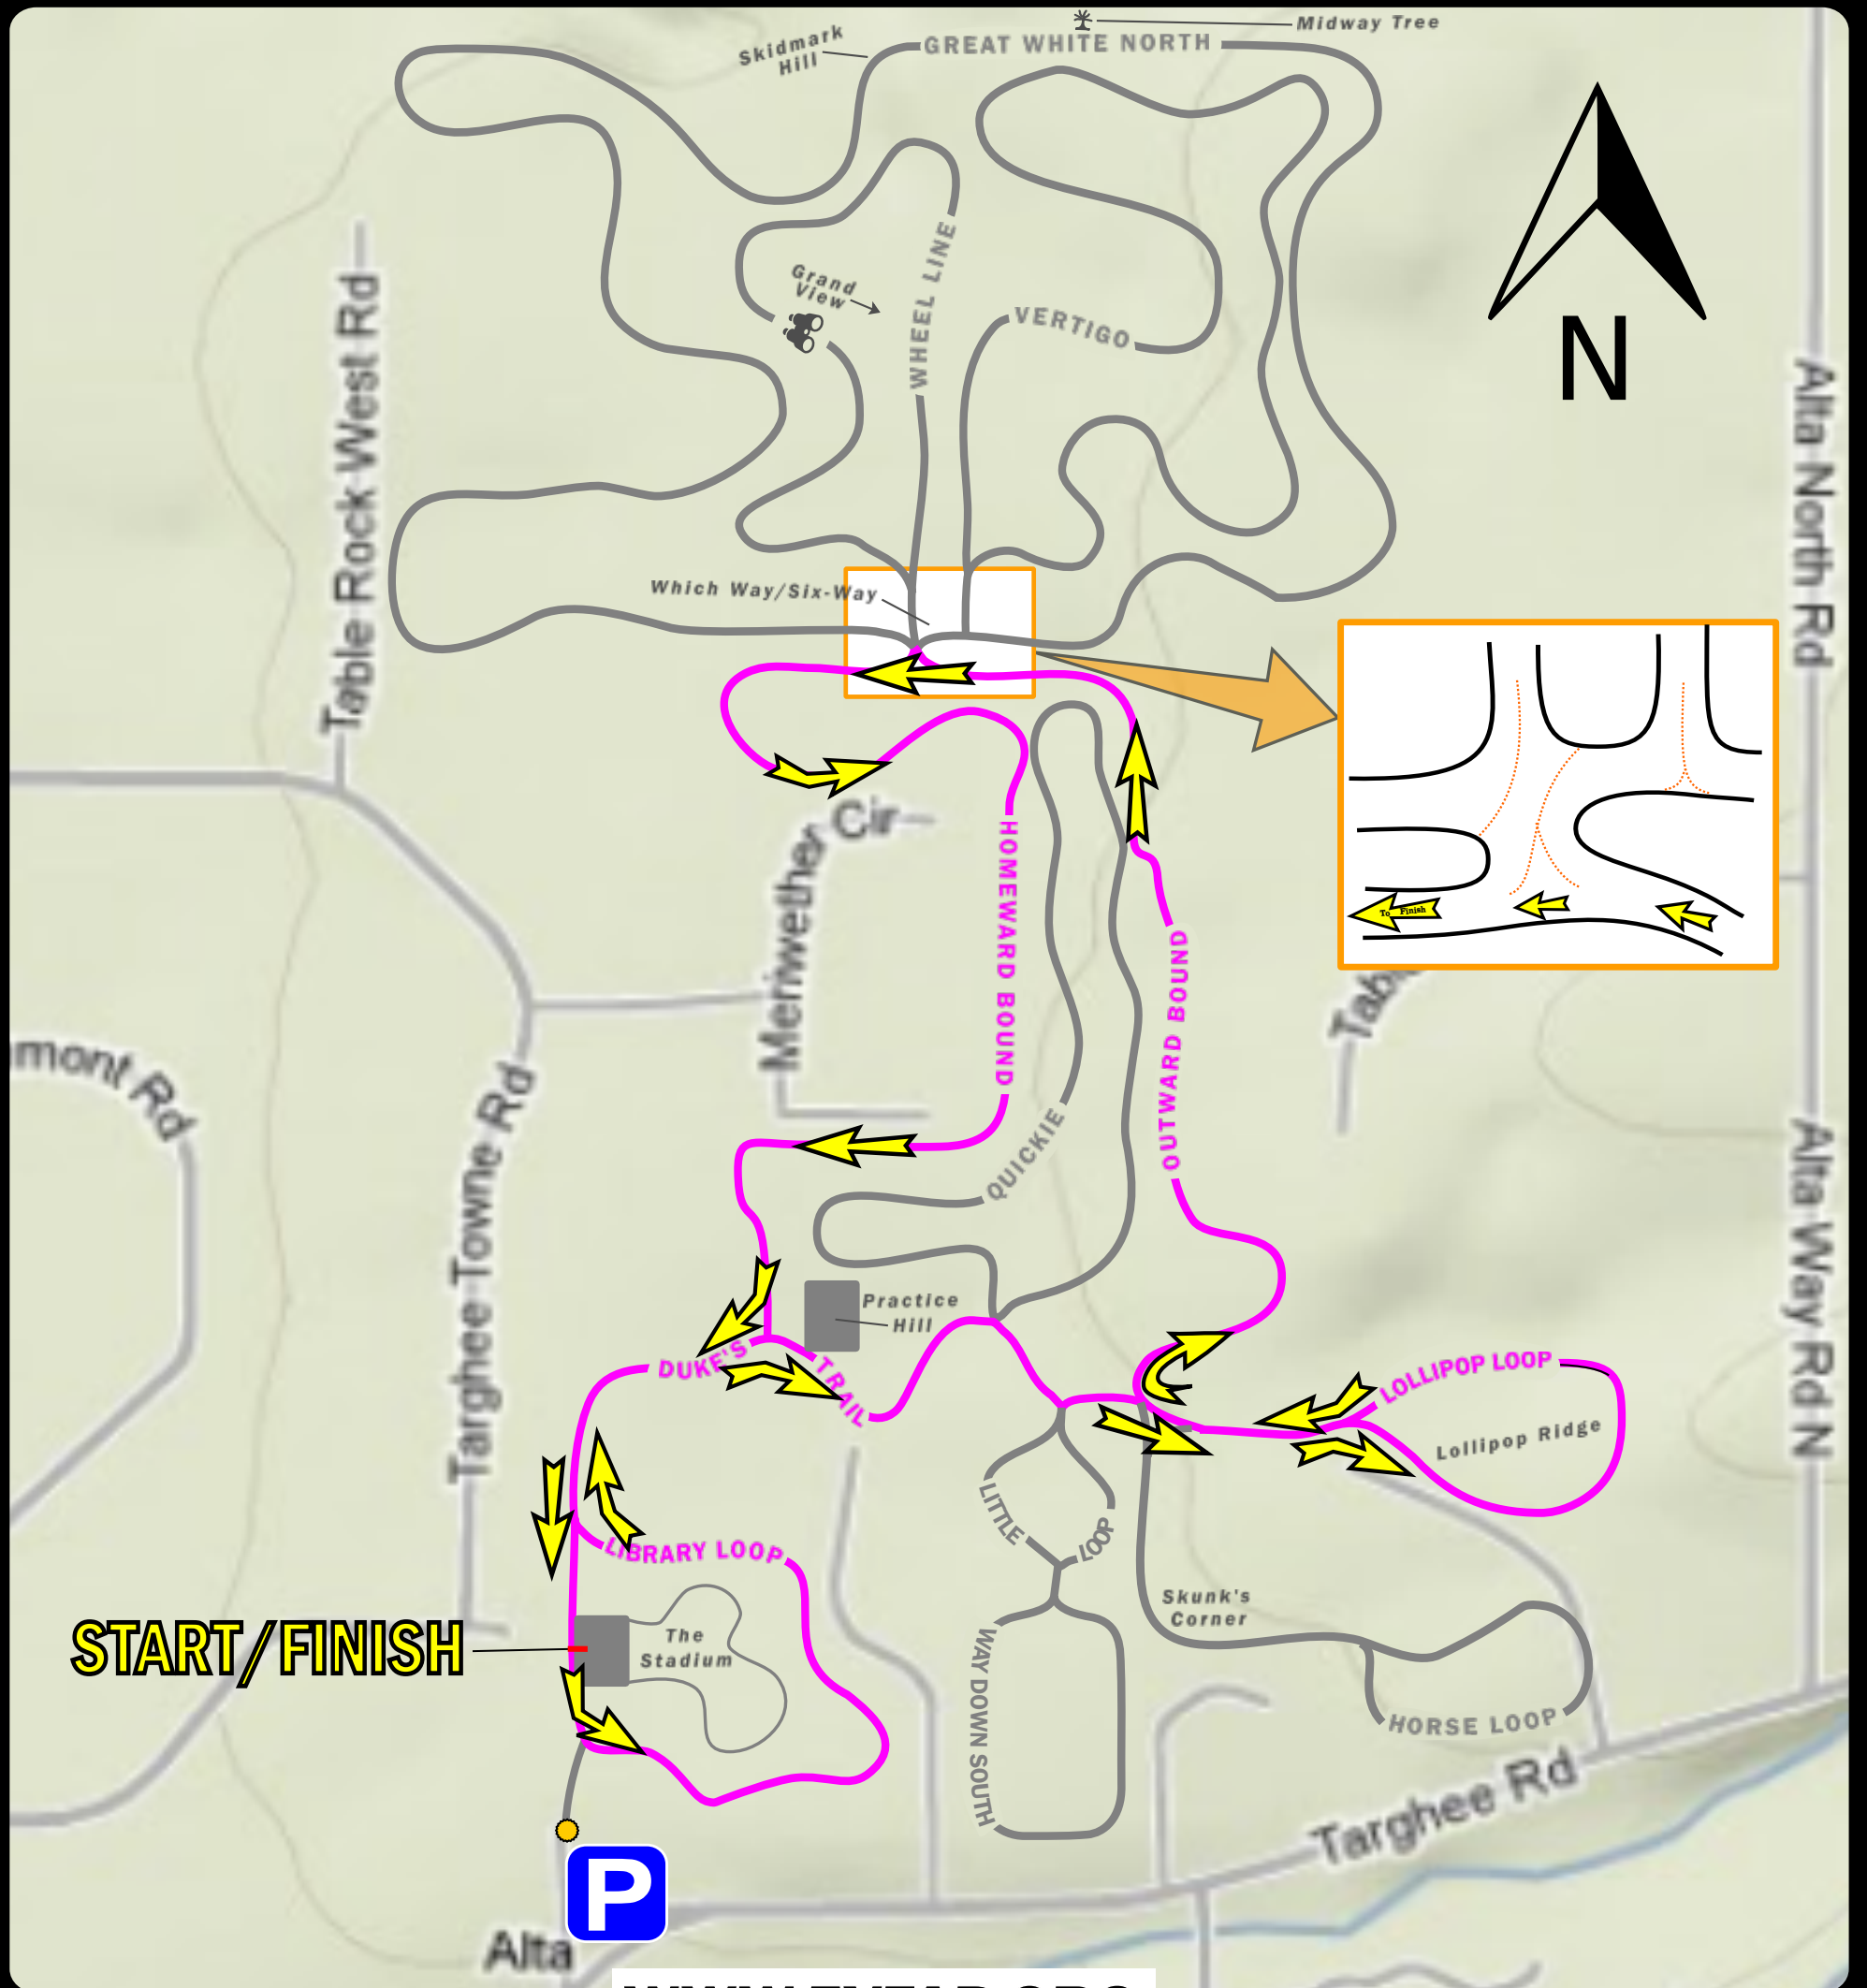 Midway Tree
Skidmark
Hill
GREAT WHITE NORTH
Grand
View
WHEEL LINE
VERTIGO
N
Table Rock West Rd
Alta North Rd
Which Way/Six-Way
To Finish
Meriwether Cir
HOMEWARD BOUND
OUTWARD BOUND
mont Rd
Targhee Towne Rd
QUICKIE
Alta Way Rd N
Practice
Hill
DUKE'S TRAIL
LOLLIPOP LOOP
Lollipop Ridge
LITTLE LOOP
LIBRARY LOOP
Skunk's
Corner
START/FINISH
The
Stadium
WAY DOWN SOUTH
HORSE LOOP
Targhee Rd
P
Alta